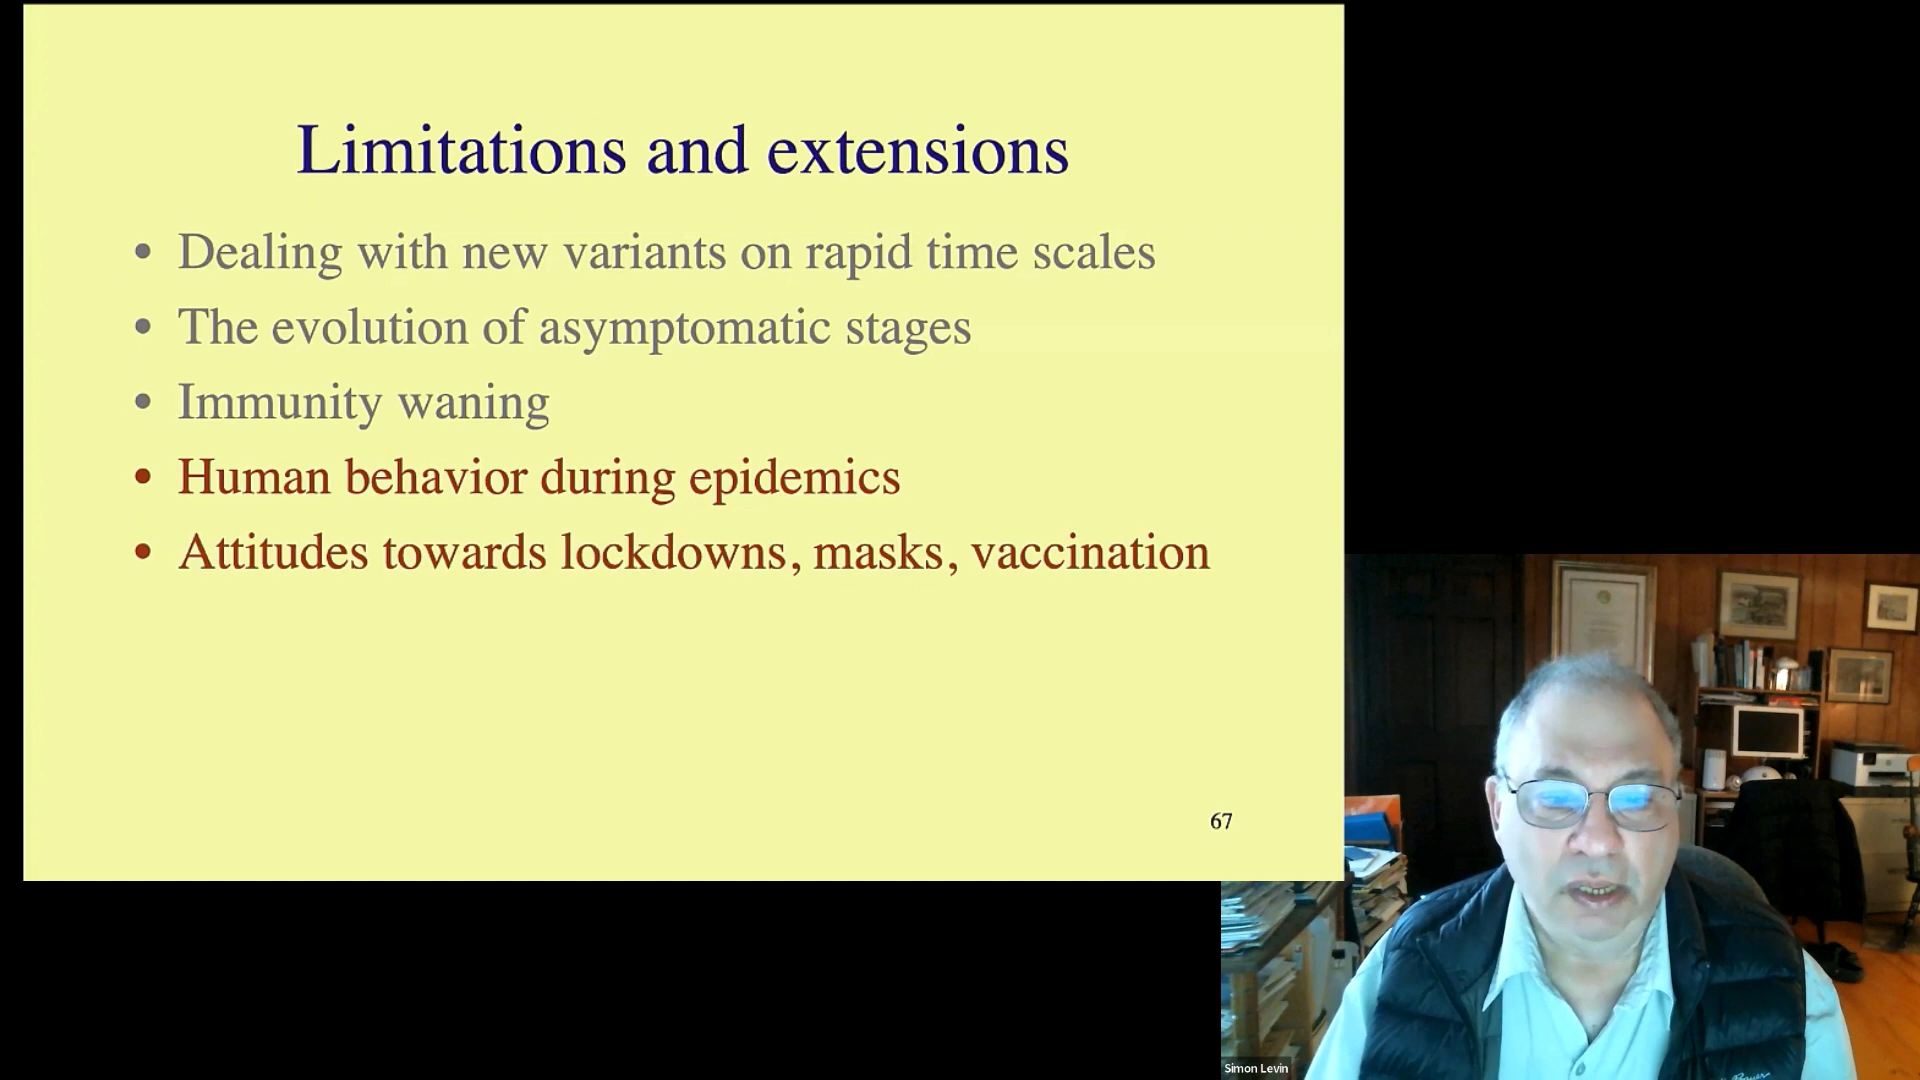 Limitations and extensions
• Dealing with new variants on rapid time scales
• The evolution of asymptomatic stages
• Immunity waning
• Human behavior during epidemics
• Attitudes towards lockdowns, masks, vaccination
67
Simon Levin